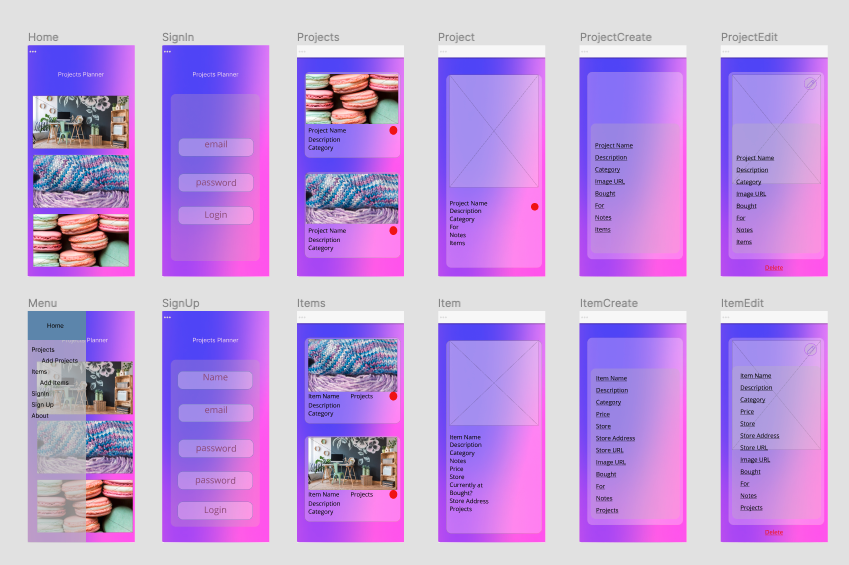 Home
SignIn
Projects
Project
ProjectCreate
ProjectEdit
Projects Planner
Projects Planner
email
password
Login
Project Name
Description
Category
Project Name
Description
Category
Project Name
Description
Category
For
Notes
Items
Project Name
Description
Category
Image URL
Bought
For
Notes
Items
Project Name
Description
Category
Image URL
Bought
For
Notes
Items
Delete
Menu
SignUp
Items
Item
ItemCreate
ItemEdit
Home
Planner
Projects
Add Projects
Items
Add Items
SignIn
Sign Up
About
Projects Planner
Name
email
password
password
Login
Item Name Projects
Description
Category
Item Name Projects
Description
Category
Item Name
Description
Category
Notes
Price
Store
Currently at
Bought?
Store Address
Projects
Item Name
Description
Category
Price
Store
Store Address
Store URL
Image URL
Bought
For
Notes
Projects
Item Name
Description
Category
Price
Store
Store Address
Store URL
Image URL
Bought
For
Notes
Projects
Delete